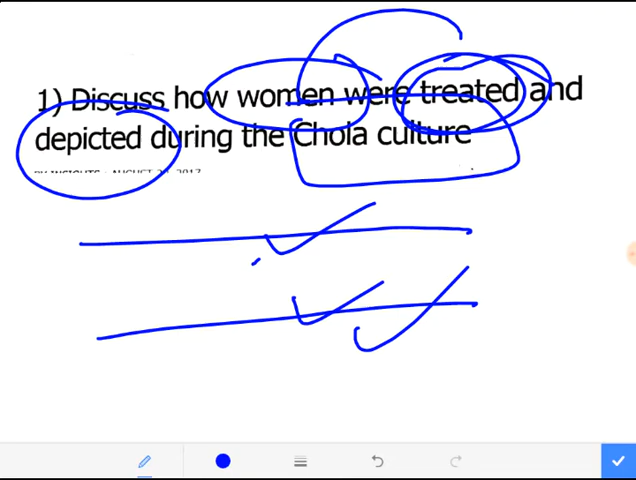 1) Discuss how women were treated and
depicted during the Chola culture